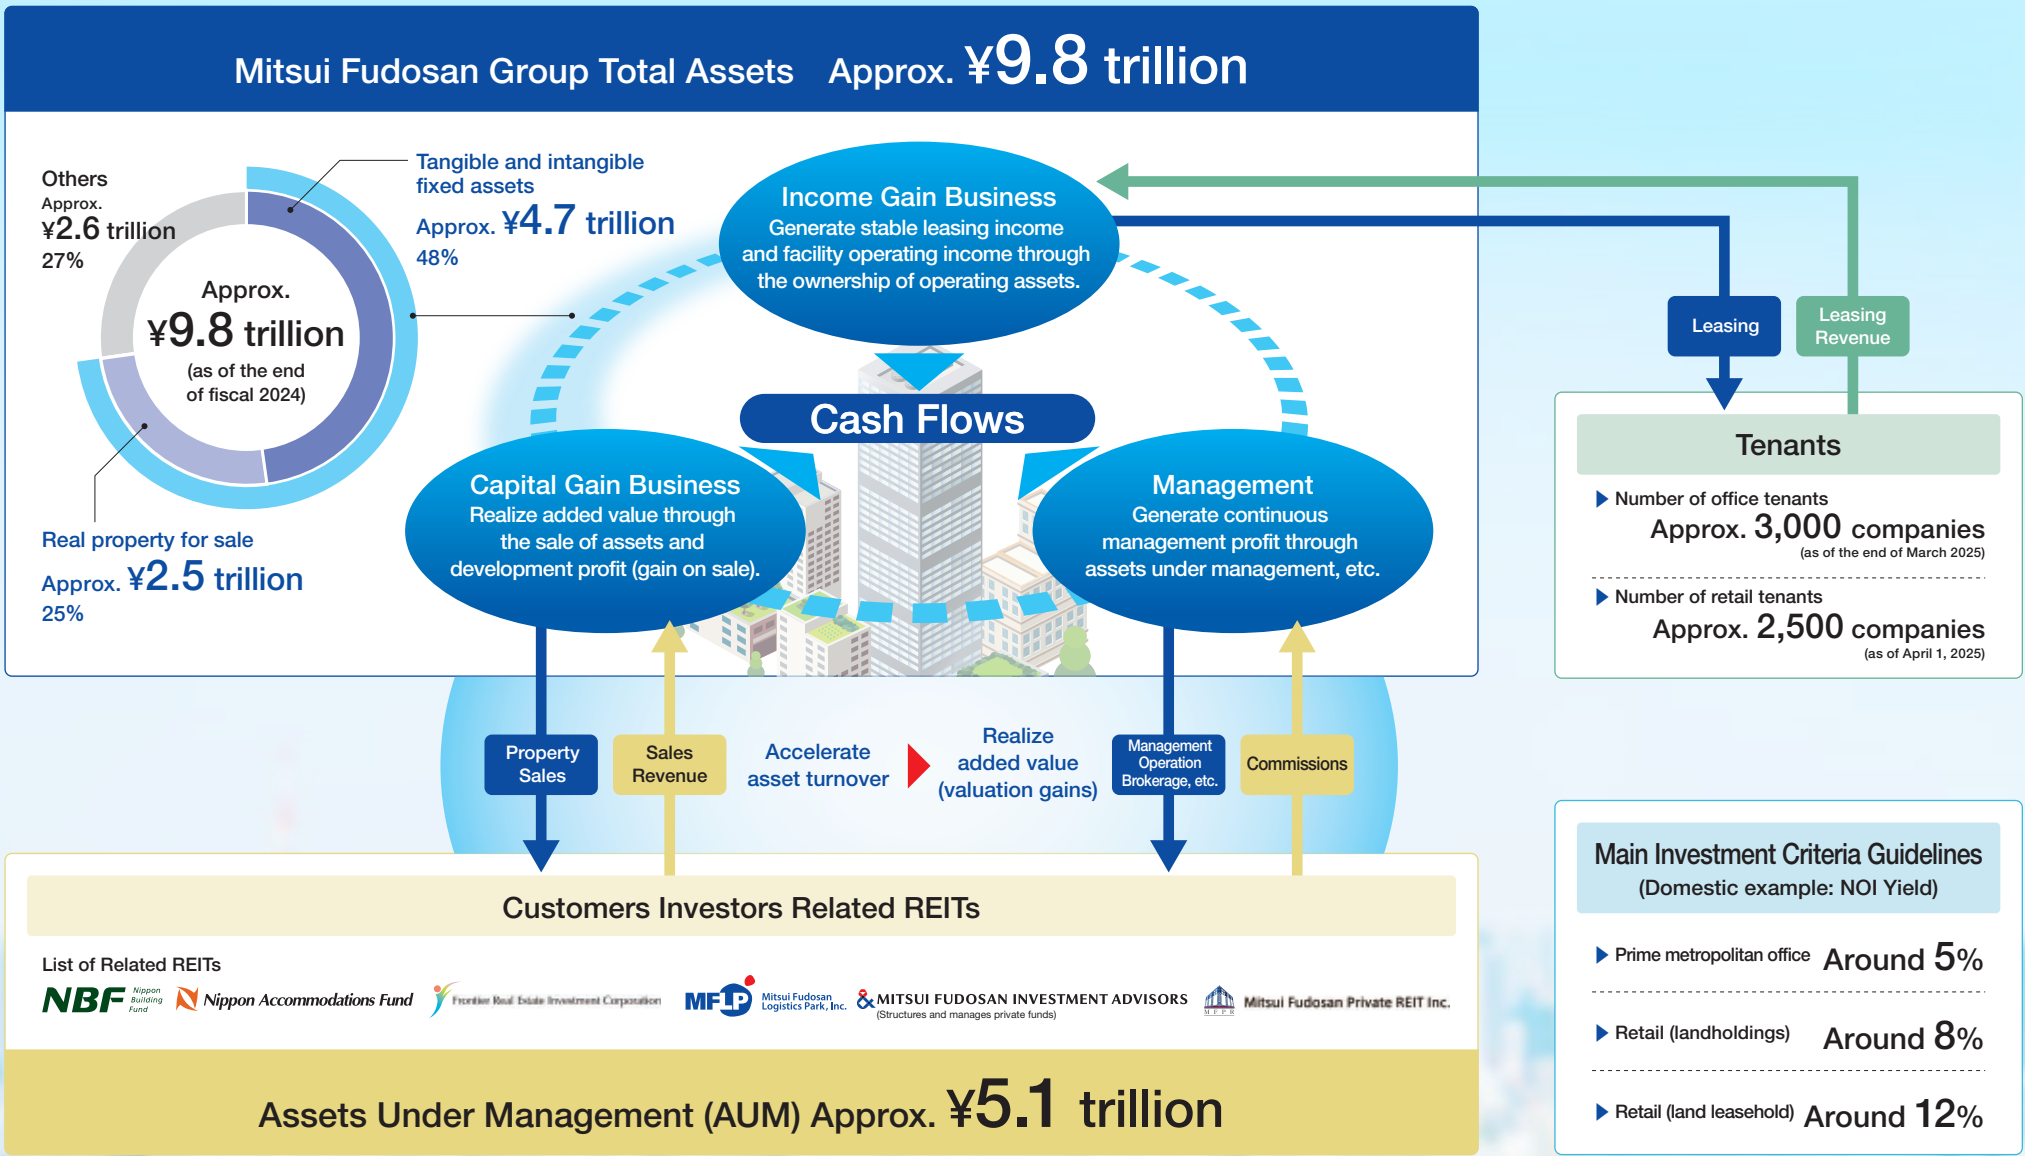 Mitsui Fudosan Group Total Assets Approx. ¥9.8 trillion
Others
Approx.
¥2.6 trillion
27%
Tangible and intangible
fixed assets
Approx. ¥4.7 trillion
48%
Approx.
¥9.8 trillion
(as of the end
of fiscal 2024)
Real property for sale
Approx. ¥2.5 trillion
25%
Income Gain Business
Generate stable leasing income
and facility operating income through
the ownership of operating assets.
Cash Flows
Capital Gain Business
Realize added value through
the sale of assets and
development profit (gain on sale).
Management
Generate continuous
management profit through
assets under management, etc.
Leasing
Leasing
Revenue
Tenants
Number of office tenants
Approx. 3,000 companies
(as of the end of March 2025)
Number of retail tenants
Approx. 2,500 companies
(as of April 1, 2025)
Property
Sales
Sales
Revenue
Accelerate
asset turnover
Realize
added value
(valuation gains)
Management
Operation
Brokerage, etc.
Commissions
Customers Investors Related REITs
List of Related REITs
NBF Nippon
Building
Fund
Nippon Accommodations Fund
Frontier Real Estate Investment Corporation
MFLP Mitsui Fudosan
Logistics Park, Inc.
& MITSUI FUDOSAN INVESTMENT ADVISORS
(Structures and manages private funds)
MFPR
Mitsui Fudosan Private REIT Inc.
Assets Under Management (AUM) Approx. ¥5.1 trillion
Main Investment Criteria Guidelines
(Domestic example: NOI Yield)
Prime metropolitan office Around 5%
Retail (landholdings) Around 8%
Retail (land leasehold) Around 12%